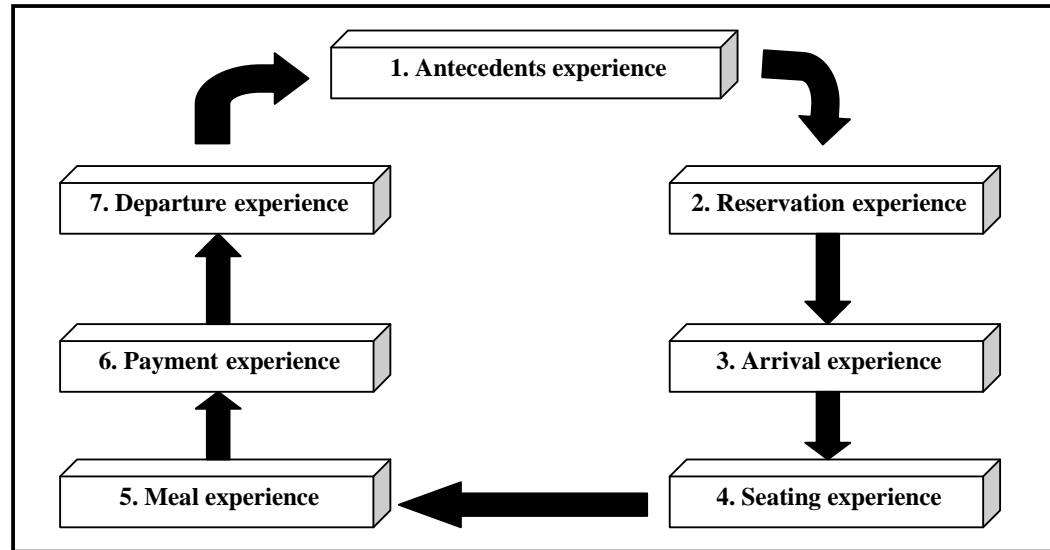 1. Antecedents experience
2. Reservation experience
3. Arrival experience
4. Seating experience
5. Meal experience
6. Payment experience
7. Departure experience